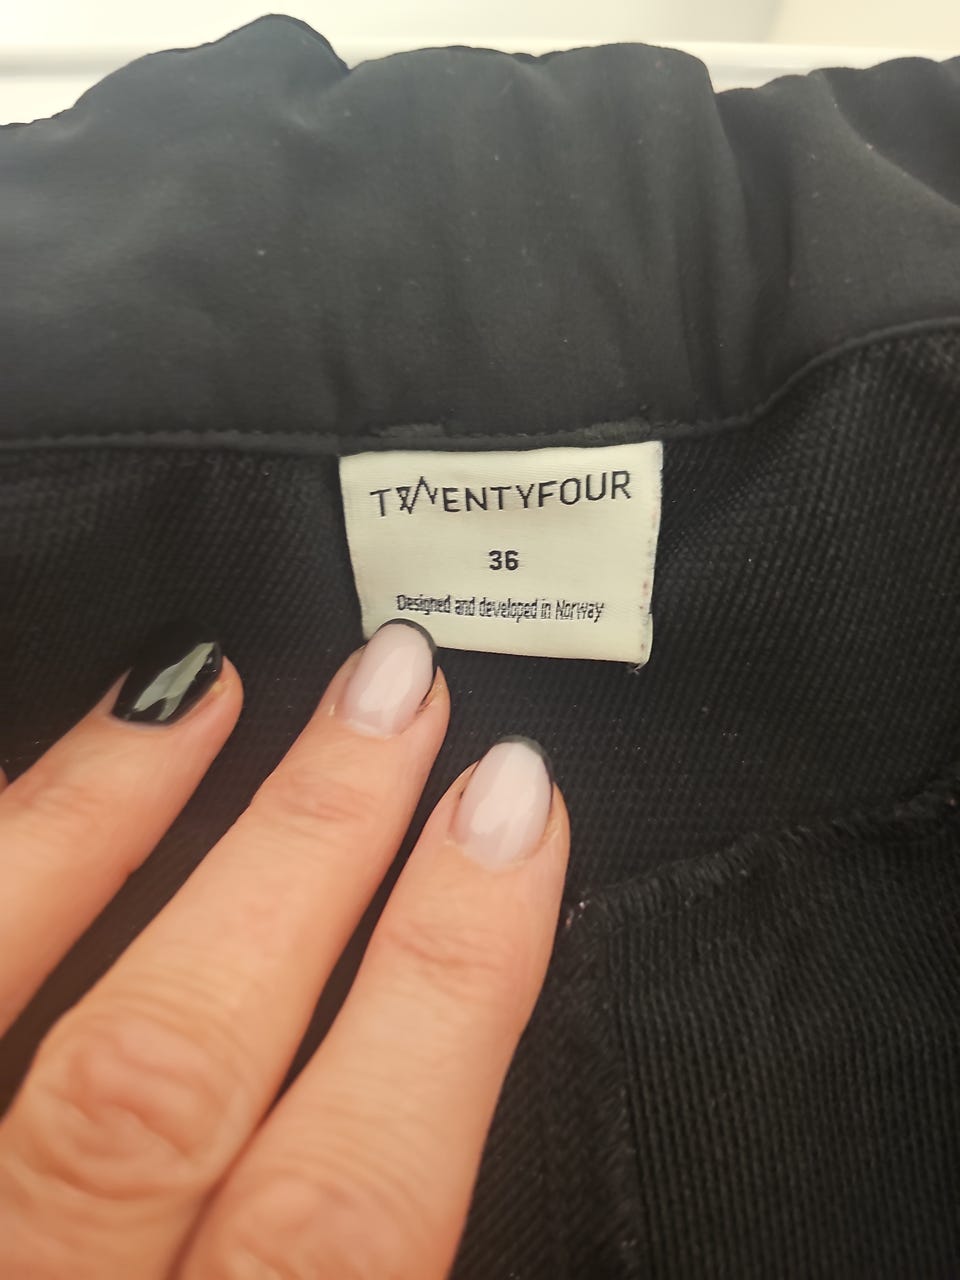 TWENTYFOUR
36
Designed and developed in Norway